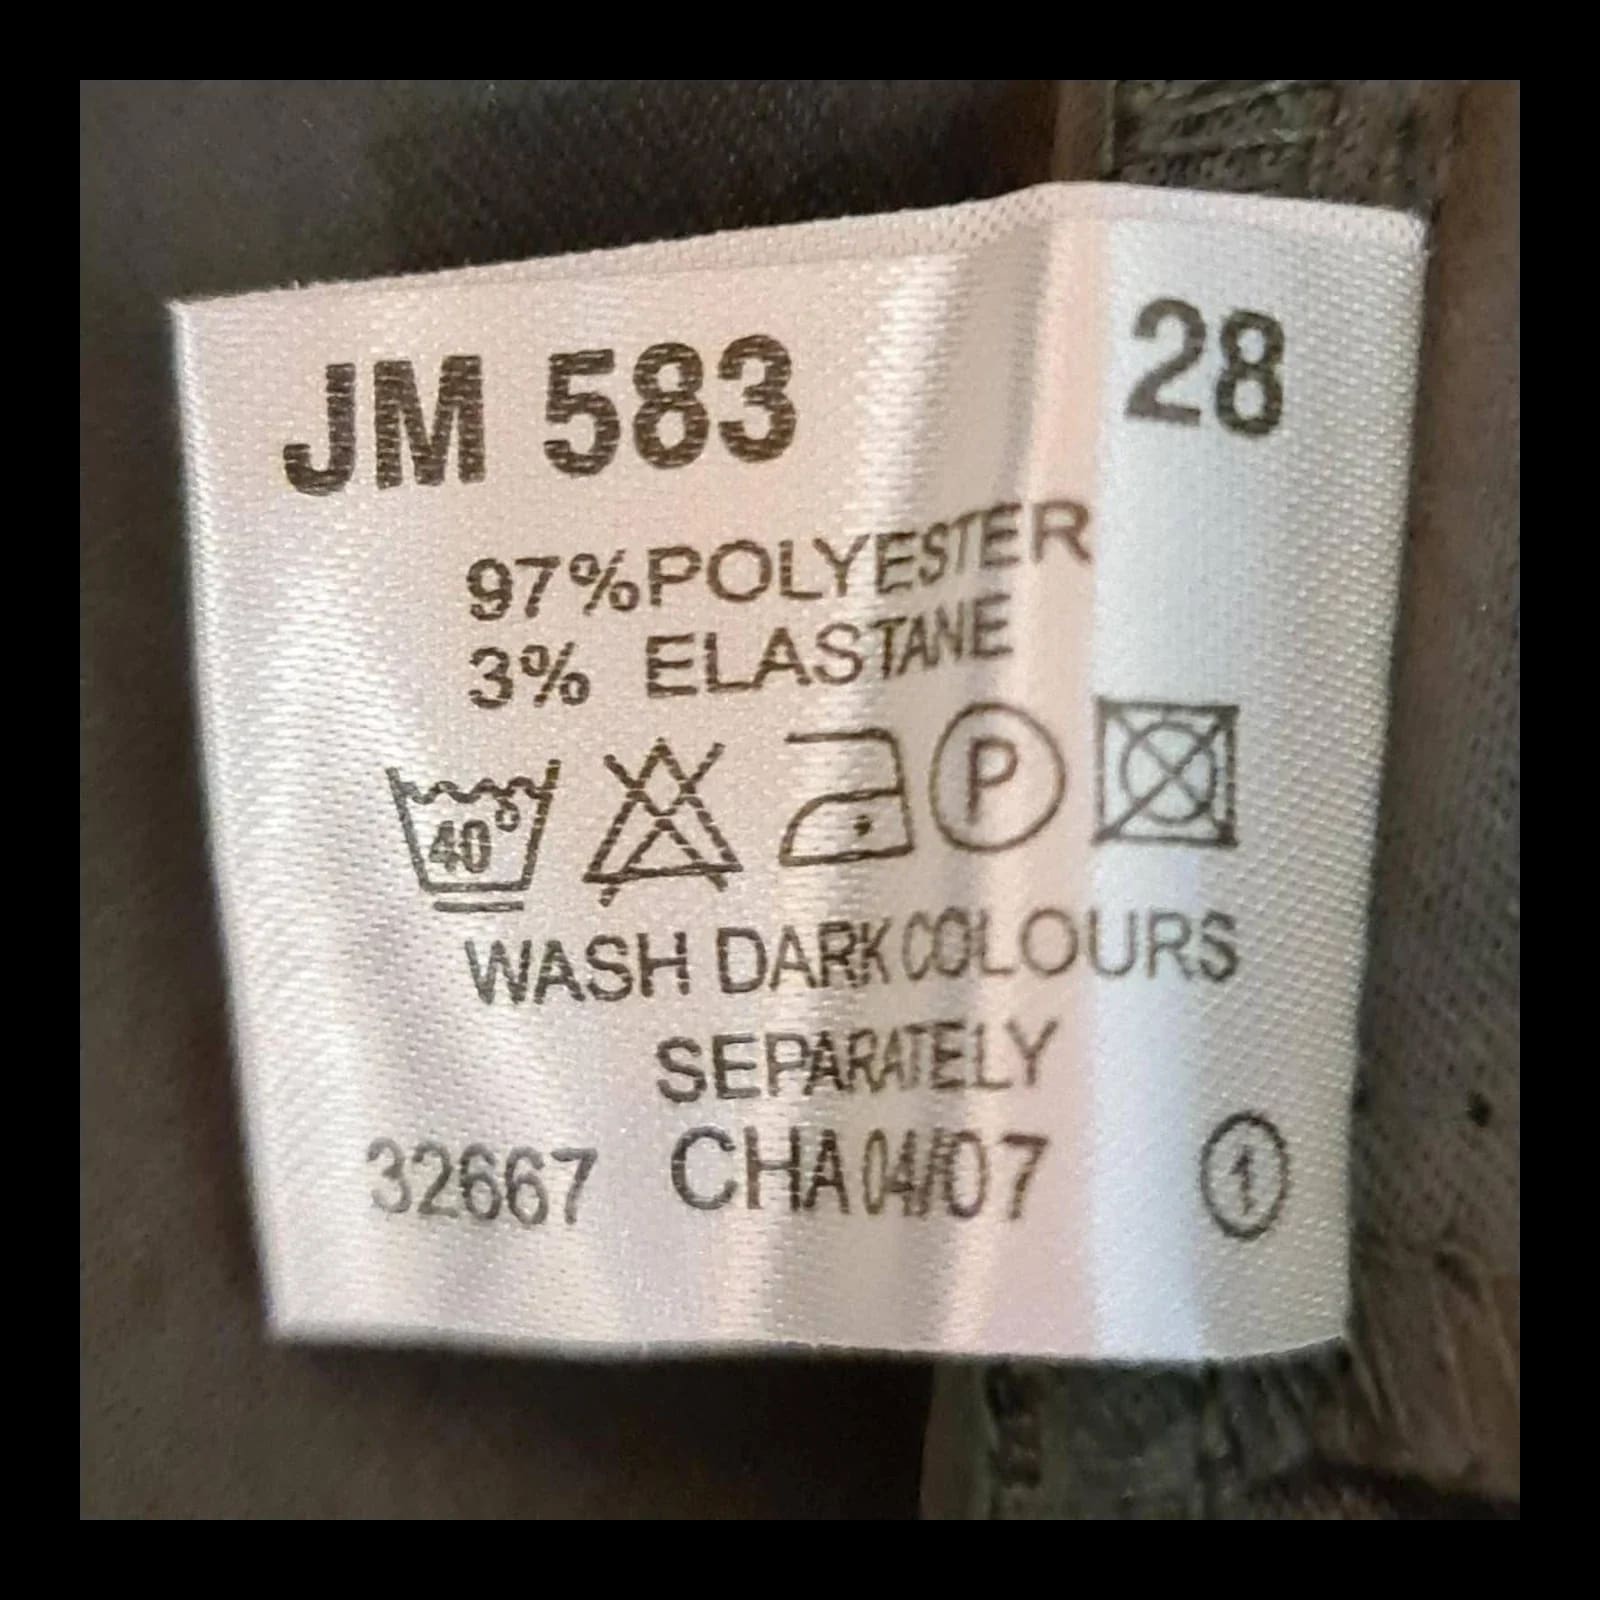 JM 583 28
97% POLYESTER
3% ELASTANE
40° P
WASH DARK COLOURS
SEPARATELY
32667 CHA 04/07 1